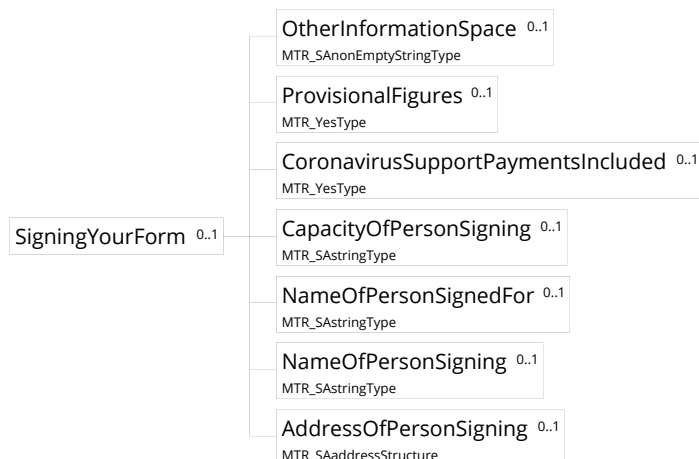 OtherInformationSpace 0..1
MTR_SAnonEmptyStringType
ProvisionalFigures 0..1
MTR_YesType
CoronavirusSupportPaymentsIncluded 0..1
MTR_YesType
SigningYourForm 0..1
CapacityOfPersonSigning 0..1
MTR_SAstringType
NameOfPersonSignedFor 0..1
MTR_SAstringType
NameOfPersonSigning 0..1
MTR_SAstringType
AddressOfPersonSigning 0..1
MTR_SAaddressStructure